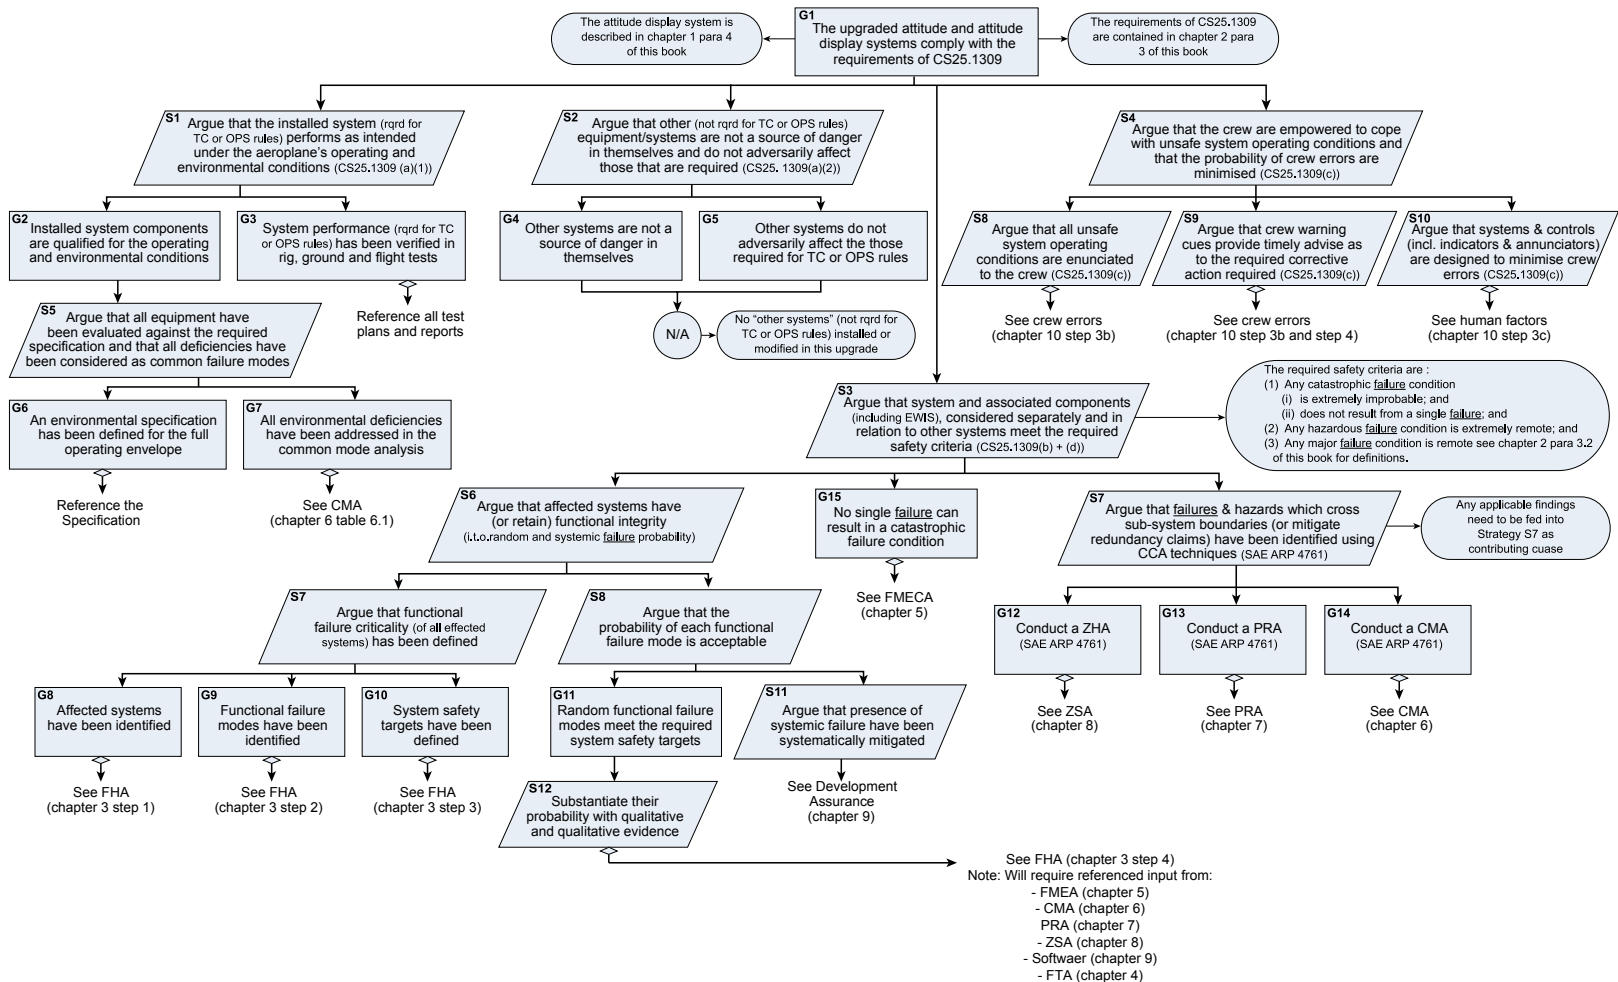 The attitude display system is
described in chapter 1 para 4
of this book
G1
The upgraded attitude and attitude
display systems comply with the
requirements of CS25.1309
The requirements of CS25.1309
are contained in chapter 2 para
3 of this book
S1
Argue that the installed system (rqrd for
TC or OPS rules) performs as intended
under the aeroplane's operating and
environmental conditions (CS25.1309 (a)(1))
S2
Argue that other (not rqrd for TC or OPS rules)
equipment/systems are not a source of danger
in themselves and do not adversarily affect
those that are required (CS25. 1309(a)(2))
S4
Argue that the crew are empowered to cope
with unsafe system operating conditions and
that the probability of crew errors are
minimised (CS25.1309(c))
G2
Installed system components
are qualified for the operating
and environmental conditions
G3
System performance (rqrd for TC
or OPS rules) has been verified in
rig, ground and flight tests
G4
Other systems are not a
source of danger in
themselves
G5
Other systems do not
adversarily affect the those
required for TC or OPS rules
S8
Argue that all unsafe
system operating
conditions are enunciated
to the crew (CS25.1309(c))
S9
Argue that crew warning
cues provide timely advise as
to the required corrective
action required (CS25.1309(c))
S10
Argue that systems & controls
(incl. indicators & annunciators)
are designed to minimise crew
errors (CS25.1309(c))
Reference all test
plans and reports
N/A
No "other systems" (not rqrd for
TC or OPS rules) installed or
modified in this upgrade
See crew errors
(chapter 10 step 3b)
See crew errors
(chapter 10 step 3b and step 4)
See human factors
(chapter 10 step 3c)
S5
Argue that all equipment have
been evaluated against the required
specification and that all deficiencies have
been considered as common failure modes
S3
Argue that system and associated components
(including EWIS), considered separately and in
relation to other systems meet the required
safety criteria (CS25.1309(b) + (d))
The required safety criteria are :
(1) Any catastrophic failure condition
(i) is extremely improbable; and
(ii) does not result from a single failure; and
(2) Any hazardous failure condition is extremely remote; and
(3) Any major failure condition is remote see chapter 2 para 3.2
of this book for definitions.
G6
An environmental specification
has been defined for the full
operating envelope
G7
All environmental deficiencies
have been addressed in the
common mode analysis
Reference the
Specification
See CMA
(chapter 6 table 6.1)
S6
Argue that affected systems have
(or retain) functional integrity
(i.t.o.random and systemic failure probability)
G15
No single failure can
result in a catastrophic
failure condition
S7
Argue that failures & hazards which cross
sub-system boundaries (or mitigate
redundancy claims) have been identified using
CCA techniques (SAE ARP 4761)
Any applicable findings
need to be fed into
Strategy S7 as
contributing cuase
See FMECA
(chapter 5)
S7
Argue that functional
failure criticality (of all effected
systems) has been defined
S8
Argue that the
probability of each functional
failure mode is acceptable
G12
Conduct a ZHA
(SAE ARP 4761)
G13
Conduct a PRA
(SAE ARP 4761)
G14
Conduct a CMA
(SAE ARP 4761)
G8
Affected systems
have been identified
G9
Functional failure
modes have been
identified
G10
System safety
targets have been
defined
G11
Random functional failure
modes meet the required
system safety targets
S11
Argue that presence of
systemic failure have been
systematically mitigated
See ZSA
(chapter 8)
See PRA
(chapter 7)
See CMA
(chapter 6)
See FHA
(chapter 3 step 1)
See FHA
(chapter 3 step 2)
See FHA
(chapter 3 step 3)
S12
Substantiate their
probability with qualitative
and qualitative evidence
See Development
Assurance
(chapter 9)
See FHA (chapter 3 step 4)
Note: Will require referenced input from:
- FMEA (chapter 5)
- CMA (chapter 6)
PRA (chapter 7)
- ZSA (chapter 8)
- Softwaer (chapter 9)
- FTA (chapter 4)